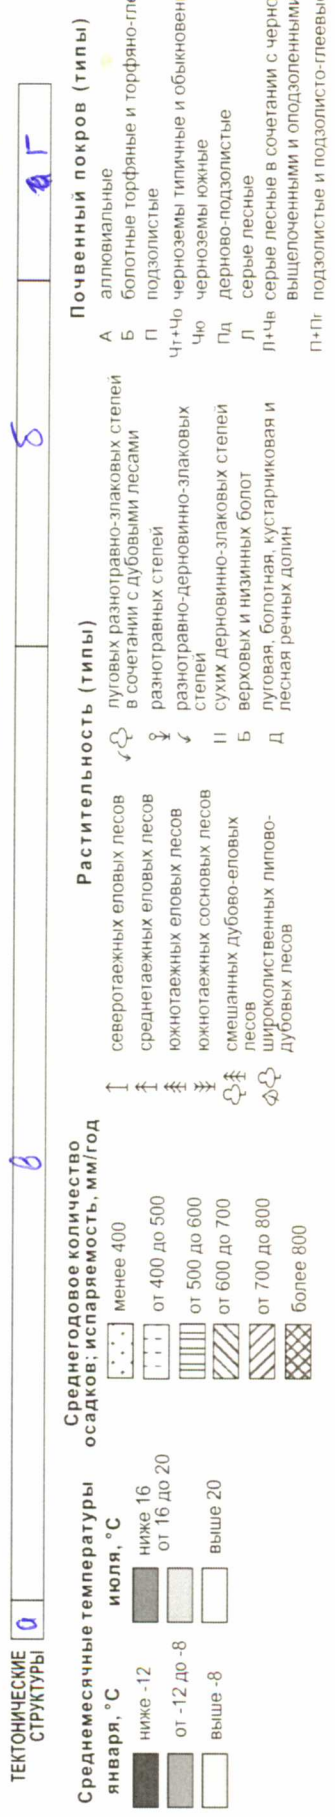 ТЕКТОНИЧЕСКИЕ СТРУКТУРЫ а в б г
Среднемесячные температуры
января, °С
июля, °С
ниже -12
от -12 до -8
выше -8
ниже 16
от 16 до 20
выше 20
Среднегодовое количество
осадков; испаряемость, мм/год
менее 400
от 400 до 500
от 500 до 600
от 600 до 700
от 700 до 800
более 800
Растительность (типы)
северотаежных еловых лесов
среднетаежных еловых лесов
южнотаежных еловых лесов
южнотаежных сосновых лесов
смешанных дубово-еловых
лесов
широколиственных липово-
дубовых лесов
луговых разнотравно-злаковых степей
в сочетании с дубовыми лесами
разнотравных степей
разнотравно-дерновинно-злаковых
степей
сухих дерновинно-злаковых степей
Б верховых и низинных болот
Д луговая, болотная, кустарниковая и
лесная речных долин
Почвенный покров (типы)
А аллювиальные
Б болотные торфяные и торфяно-гле
П подзолистые
Чт+Чо черноземы типичные и обыкновен
Чю черноземы южные
Пд дерново-подзолистые
Л серые лесные
Л+Чв серые лесные в сочетании с черно
выщелоченными и оподзоленными
П+Пг подзолистые и подзолисто-глеевые